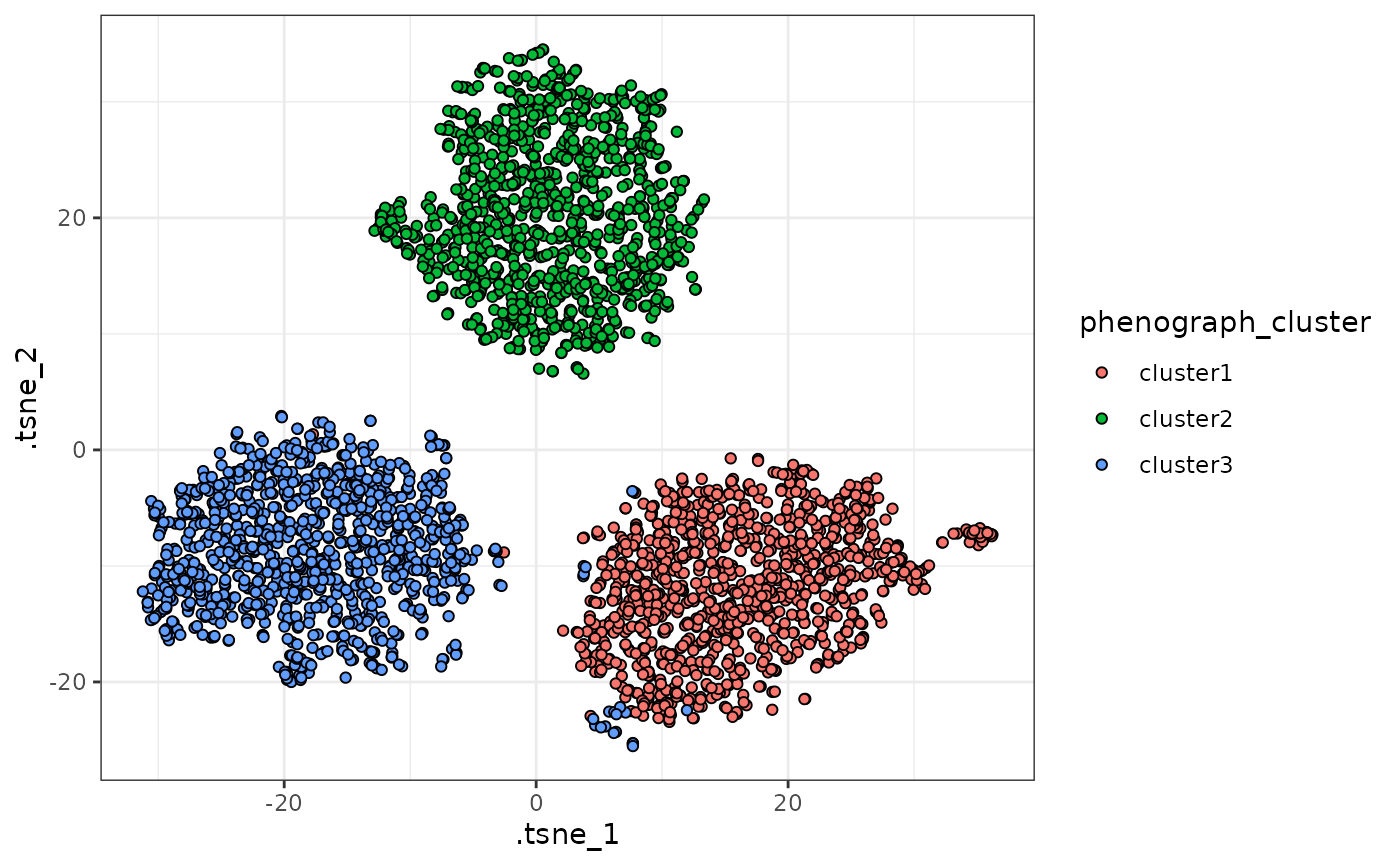 20
0
-20
-20
0
20
.tsne_1
.tsne_2
phenograph_cluster
cluster1
cluster2
cluster3